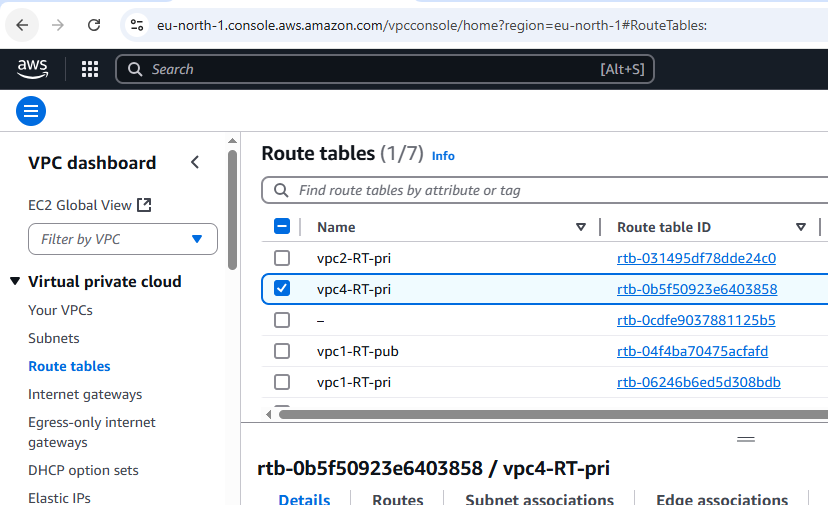 eu-north-1.console.aws.amazon.com/vpcconsole/home?region=eu-north-1#RouteTables:
aws
Search
[Alt+S]
VPC dashboard
EC2 Global View
Filter by VPC
Virtual private cloud
Your VPCs
Subnets
Route tables
Internet gateways
Egress-only internet
gateways
DHCP option sets
Elastic IPs
Route tables (1/7) Info
Find route tables by attribute or tag
Name Route table ID
vpc2-RT-pri rtb-031495df78dde24c0
vpc4-RT-pri rtb-0b5f50923e6403858
– rtb-0cdfe9037881125b5
vpc1-RT-pub rtb-04f4ba70475acfafd
vpc1-RT-pri rtb-06246b6ed5d308bdb
rtb-0b5f50923e6403858 / vpc4-RT-pri
Details Routes Subnet associations Edge associations